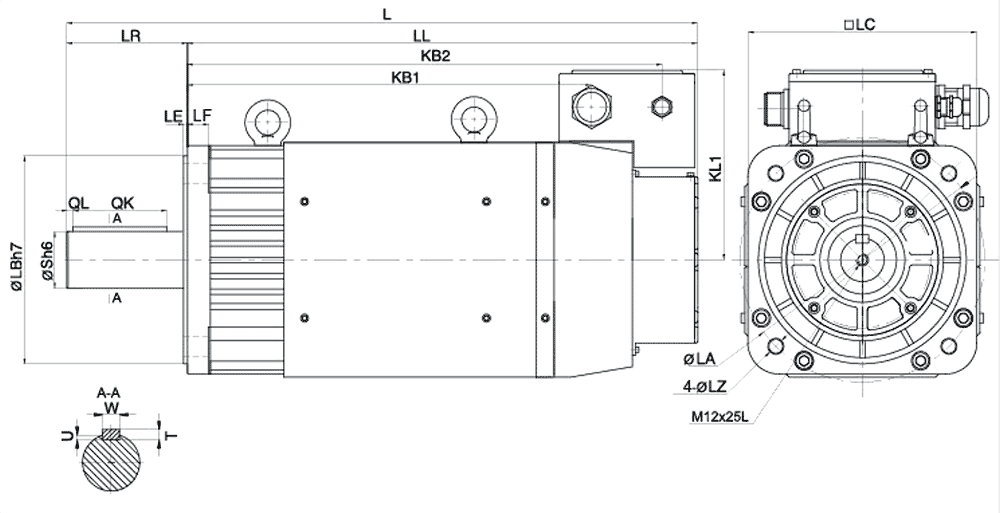 L
□LC
LR
LL
KB2
KB1
LE
LF
KL1
QL
QK
A
ØSh6
ØLBh7
A
ØLA
4-ØLZ
M12x25L
A-A
W
U
T